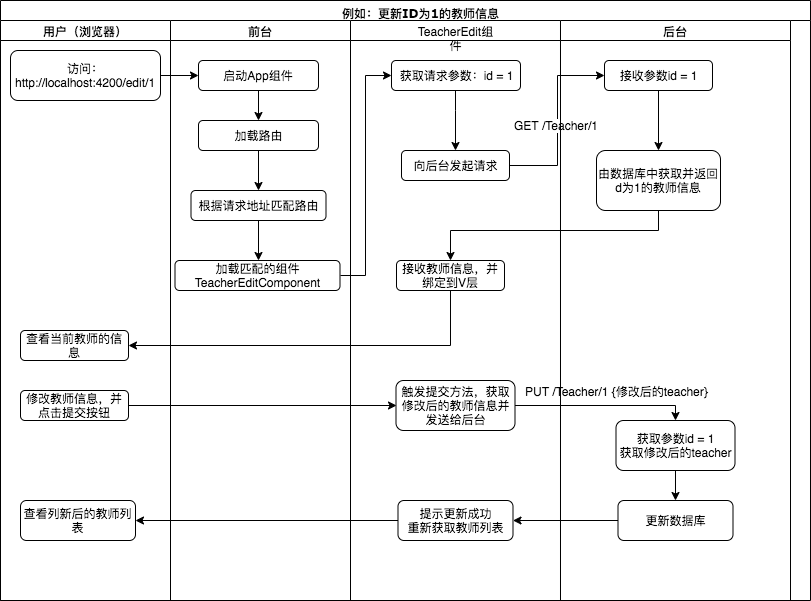 例如：更新ID为1的教师信息
用户（浏览器）
前台
TeacherEdit组
件
后台
访问：
http://localhost:4200/edit/1
启动App组件
获取请求参数：id = 1
接收参数id = 1
GET /Teacher/1
加载路由
向后台发起请求
由数据库中获取并返回
d为1的教师信息
根据请求地址匹配路由
加载匹配的组件
TeacherEditComponent
接收教师信息，并
绑定到V层
查看当前教师的信
息
修改教师信息，并
点击提交按钮
触发提交方法，获取
修改后的教师信息并
发送给后台
PUT /Teacher/1 {修改后的teacher}
获取参数id = 1
获取修改后的teacher
查看列新后的教师列
表
提示更新成功
重新获取教师列表
更新数据库